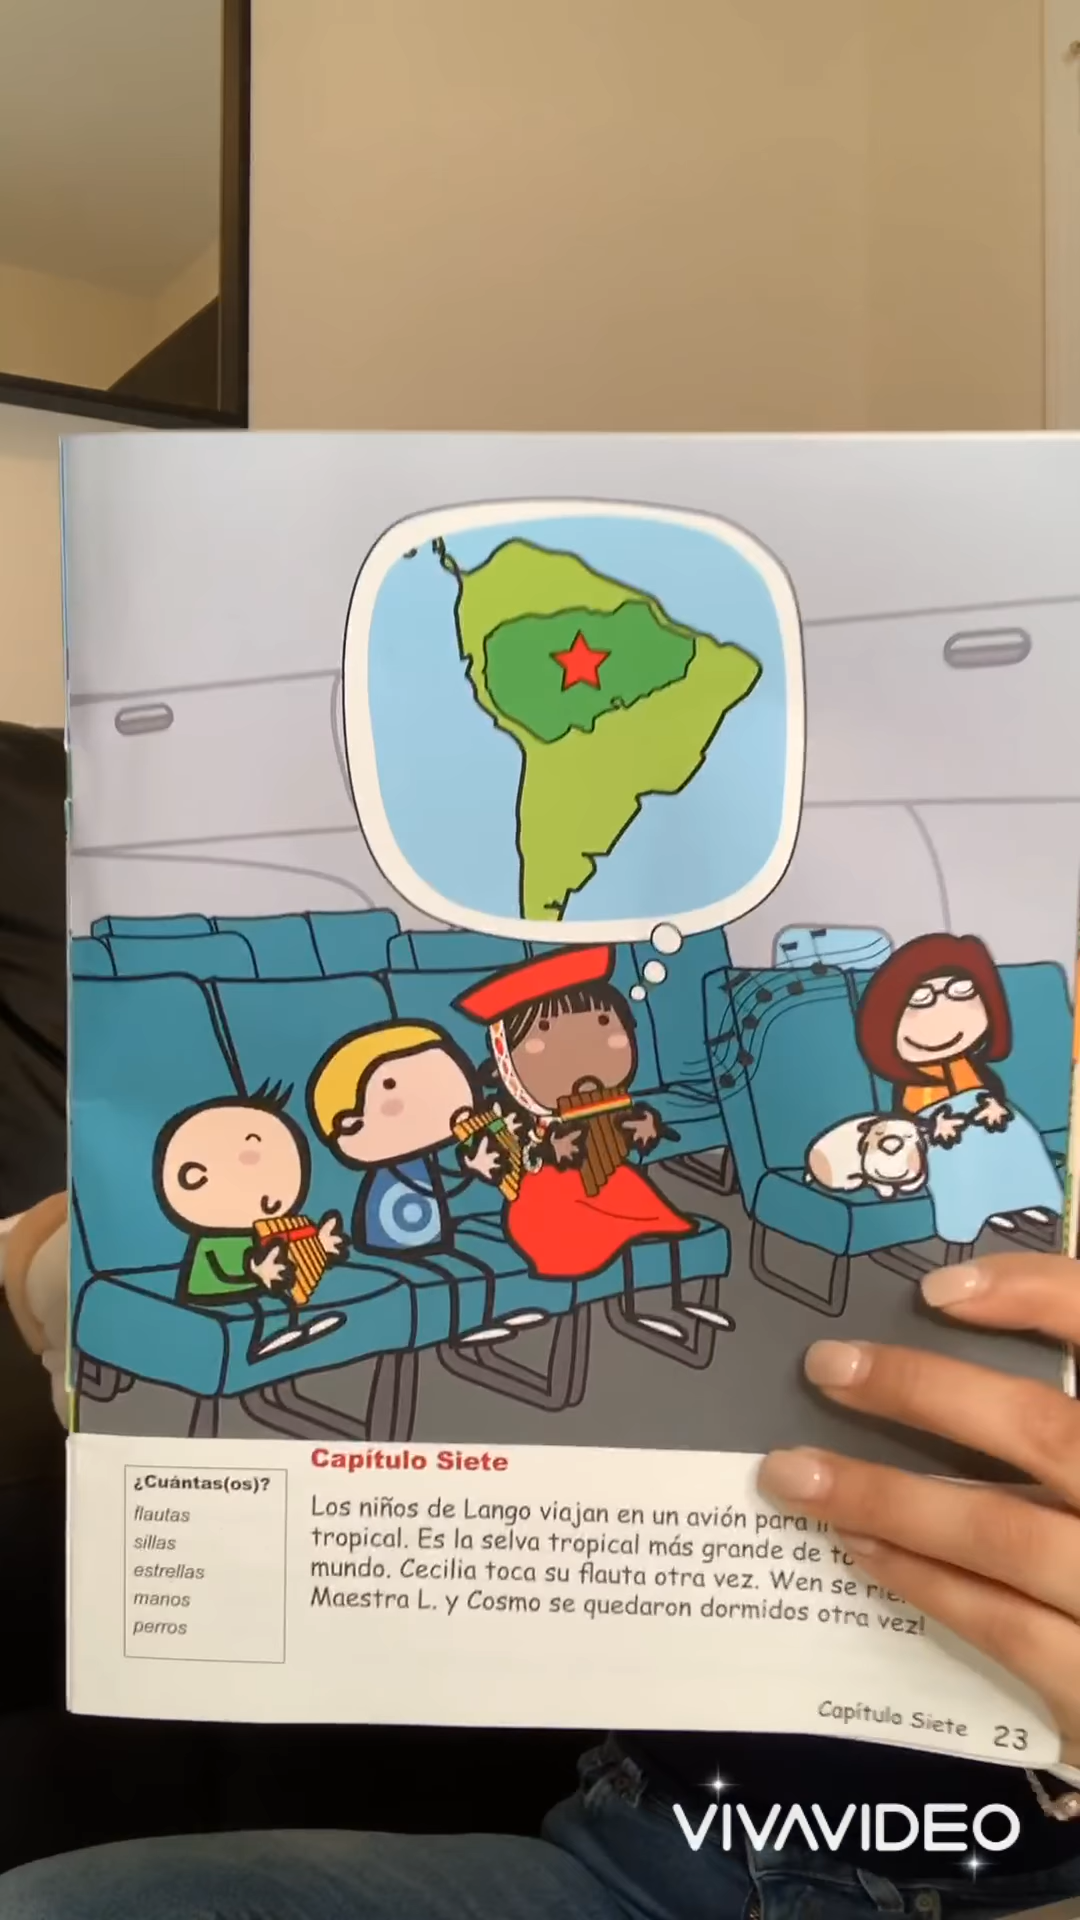 Capítulo Siete
¿Cuántas(os)?
flautas
sillas
estrellas
manos
perros
Los niños de Lango viajan en un avión para
tropical. Es la selva tropical más grande de
mundo. Cecilia toca su flauta otra vez. Wen se
Maestra L. y Cosmo se quedaron dormidos otra vez!
Capítulo Siete 23
VIVAVIDEO